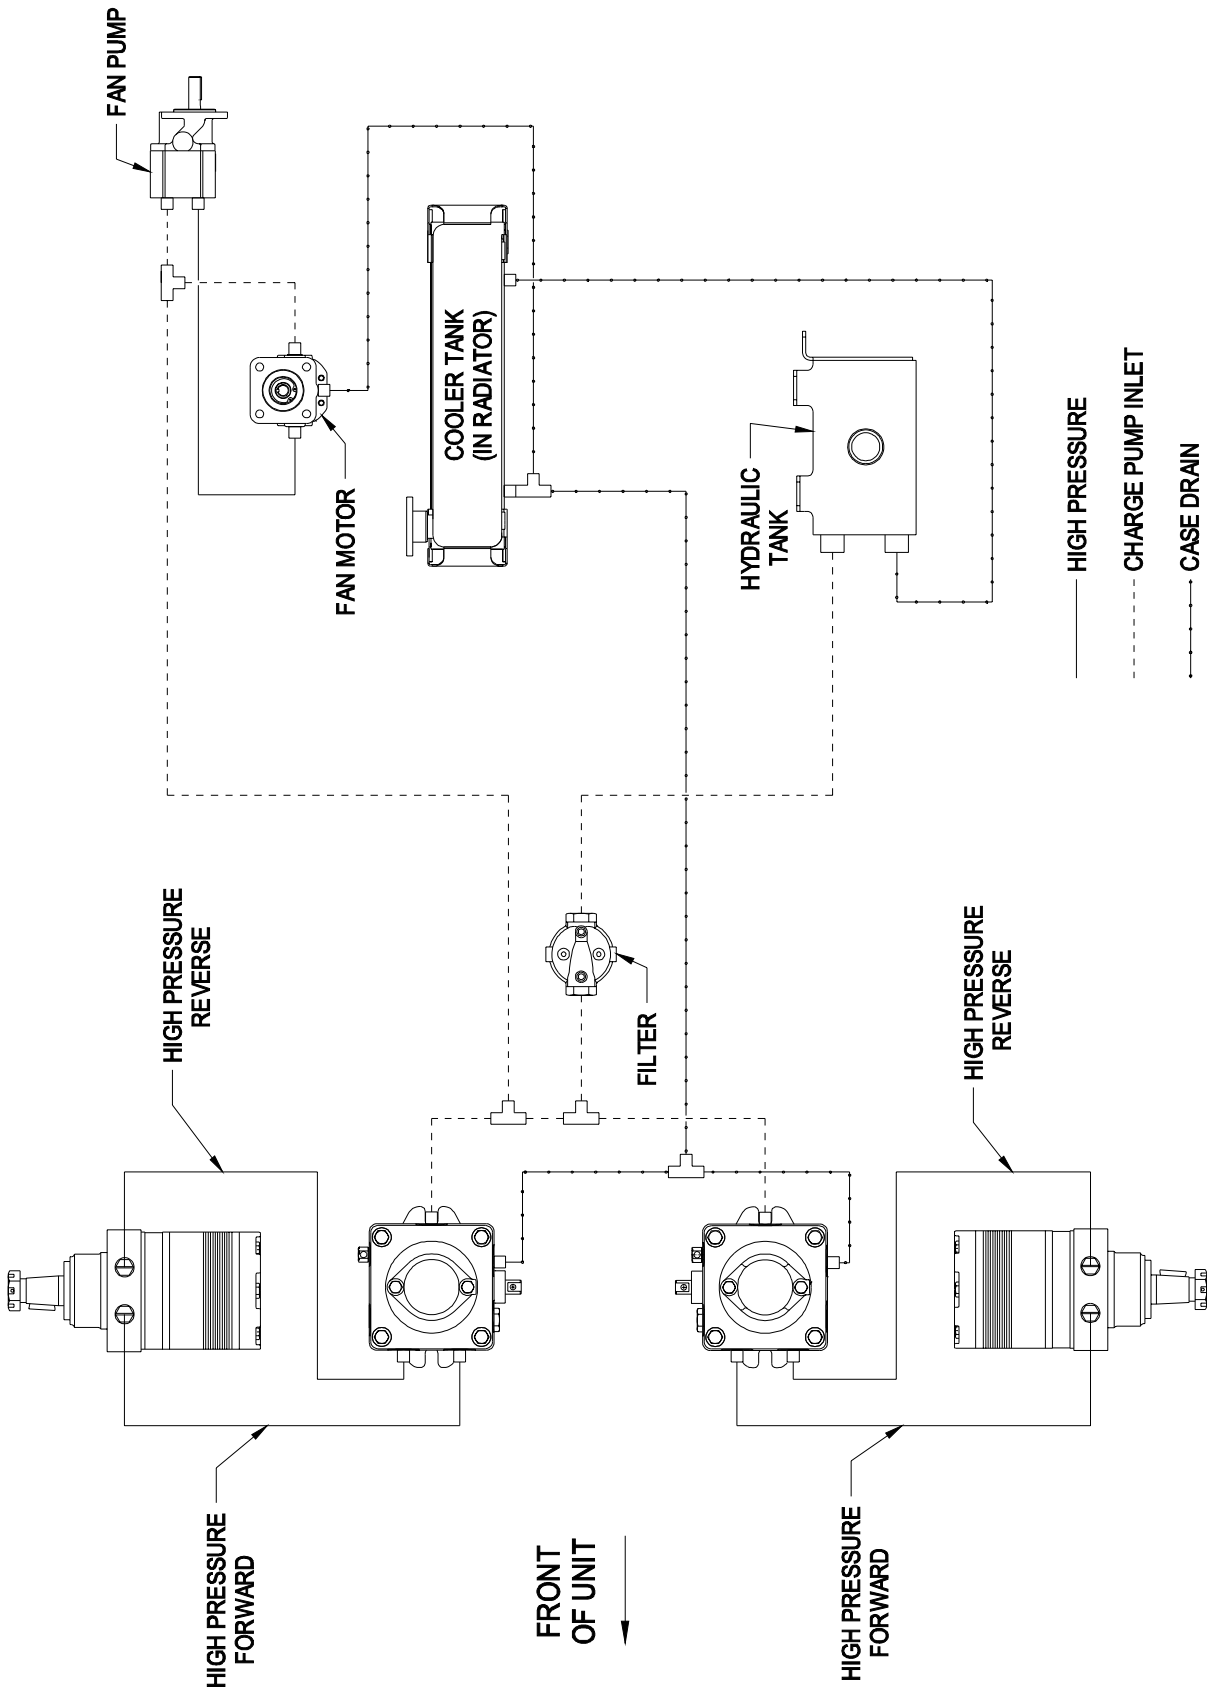 FAN PUMP
COOLER TANK
(IN RADIATOR)
FAN MOTOR
HYDRAULIC
TANK
HIGH PRESSURE
CHARGE PUMP INLET
CASE DRAIN
HIGH PRESSURE
REVERSE
FILTER
HIGH PRESSURE
REVERSE
HIGH PRESSURE
FORWARD
FRONT
OF UNIT
HIGH PRESSURE
FORWARD